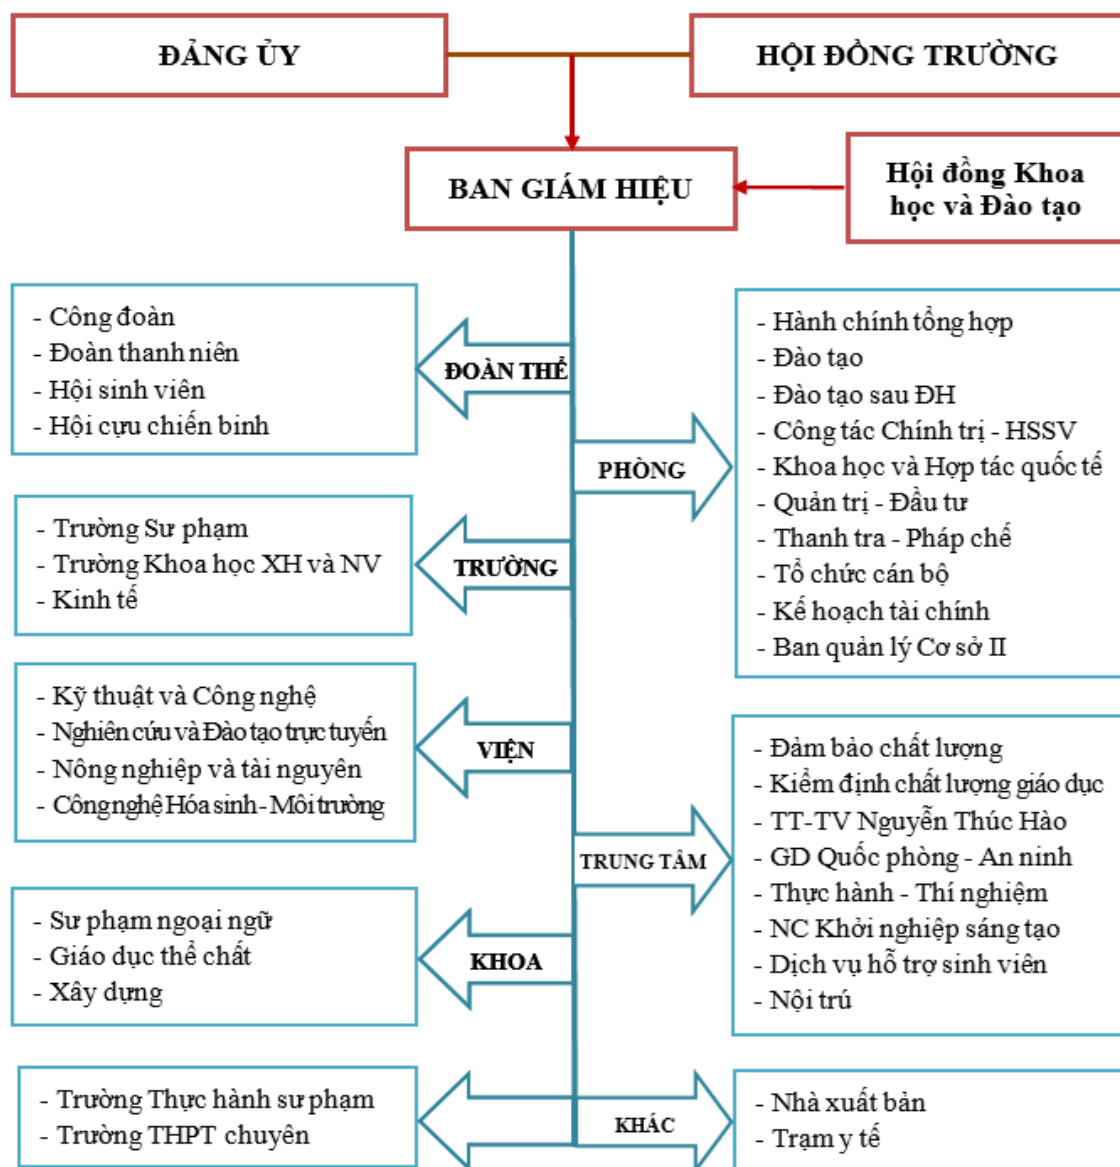 ĐẢNG ỦY
HỘI ĐỒNG TRƯỜNG
BAN GIÁM HIỆU
Hội đồng Khoa
học và Đào tạo
- Công đoàn
- Đoàn thanh niên
- Hội sinh viên
- Hội cựu chiến binh
ĐOÀN THỂ
PHÒNG
- Hành chính tổng hợp
- Đào tạo
- Đào tạo sau ĐH
- Công tác Chính trị - HSSV
- Khoa học và Hợp tác quốc tế
- Quản trị - Đầu tư
- Thanh tra - Pháp chế
- Tổ chức cán bộ
- Kế hoạch tài chính
- Ban quản lý Cơ sở II
- Trường Sư phạm
- Trường Khoa học XH và NV
- Kinh tế
TRƯỜNG
- Kỹ thuật và Công nghệ
- Nghiên cứu và Đào tạo trực tuyến
- Nông nghiệp và tài nguyên
- Công nghệ Hóa sinh - Môi trường
VIỆN
TRUNG TÂM
- Đảm bảo chất lượng
- Kiểm định chất lượng giáo dục
- TT-TV Nguyễn Thúc Hào
- GD Quốc phòng - An ninh
- Thực hành - Thí nghiệm
- NC Khởi nghiệp sáng tạo
- Dịch vụ hỗ trợ sinh viên
- Nội trú
- Sư phạm ngoại ngữ
- Giáo dục thể chất
- Xây dựng
KHOA
- Trường Thực hành sư phạm
- Trường THPT chuyên
KHÁC
- Nhà xuất bản
- Trạm y tế